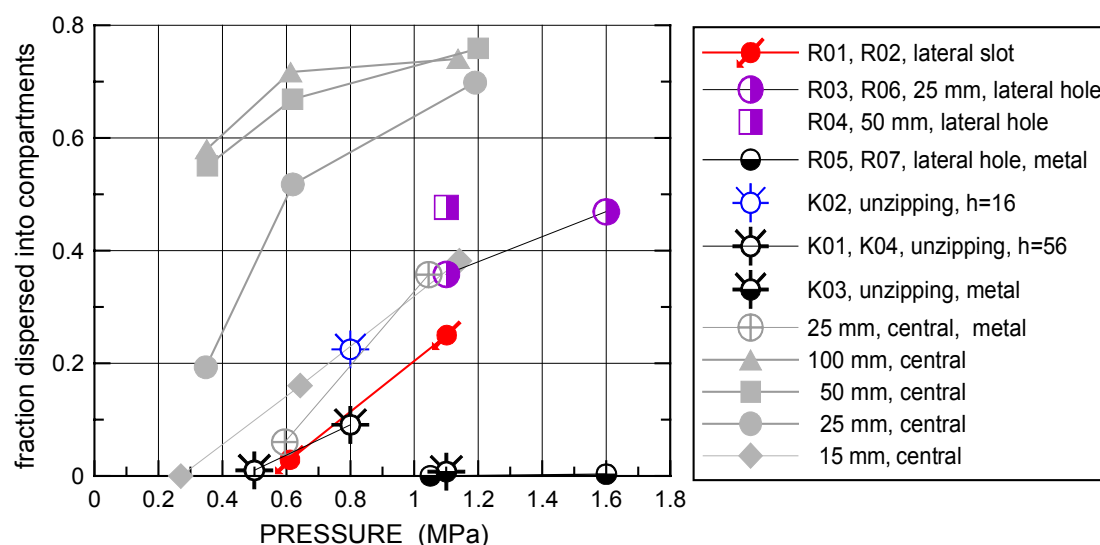 fraction dispersed into compartments
0.8
0.6
0.4
0.2
0
0 0.2 0.4 0.6 0.8 1.0 1.2 1.4 1.6 1.8
PRESSURE (MPa)
R01, R02, lateral slot
R03, R06, 25 mm, lateral hole
R04, 50 mm, lateral hole
R05, R07, lateral hole, metal
K02, unzipping, h=16
K01, K04, unzipping, h=56
K03, unzipping, metal
25 mm, central, metal
100 mm, central
50 mm, central
25 mm, central
15 mm, central